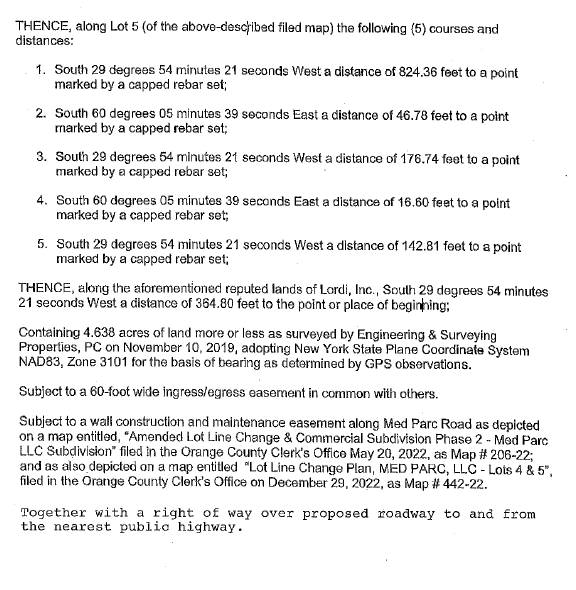 THENCE, along Lot 5 (of the above-described filed map) the following (5) courses and
distances:
1. South 29 degrees 54 minutes 21 seconds West a distance of 824.36 feet to a point
marked by a capped rebar set;
2. South 60 degrees 05 minutes 39 seconds East a distance of 46.78 feet to a point
marked by a capped rebar set;
3. South 29 degrees 54 minutes 21 seconds West a distance of 176.74 feet to a point
marked by a capped rebar set;
4. South 60 degrees 05 minutes 39 seconds East a distance of 16.60 feet to a point
marked by a capped rebar set;
5. South 29 degrees 54 minutes 21 seconds West a distance of 142.81 feet to a point
marked by a capped rebar set;
THENCE, along the aforementioned reputed lands of Lordi, Inc., South 29 degrees 54 minutes
21 seconds West a distance of 364.80 feet to the point or place of beginning;
Containing 4.638 acres of land more or less as surveyed by Engineering & Surveying
Properties, PC on November 10, 2019, adopting New York State Plane Coordinate System
NAD83, Zone 3101 for the basis of bearing as determined by GPS observations.
Subject to a 60-foot wide ingress/egress easement in common with others.
Subject to a wall construction and maintenance easement along Med Parc Road as depicted
on a map entitled, "Amended Lot Line Change & Commercial Subdivision Phase 2 - Med Parc
LLC Subdivision" filed in the Orange County Clerk's Office May 20, 2022, as Map # 206-22;
and as also depicted on a map entitled "Lot Line Change Plan, MED PARC, LLC - Lots 4 & 5",
filed in the Orange County Clerk's Office on December 29, 2022, as Map # 442-22.
Together with a right of way over proposed roadway to and from
the nearest public highway.